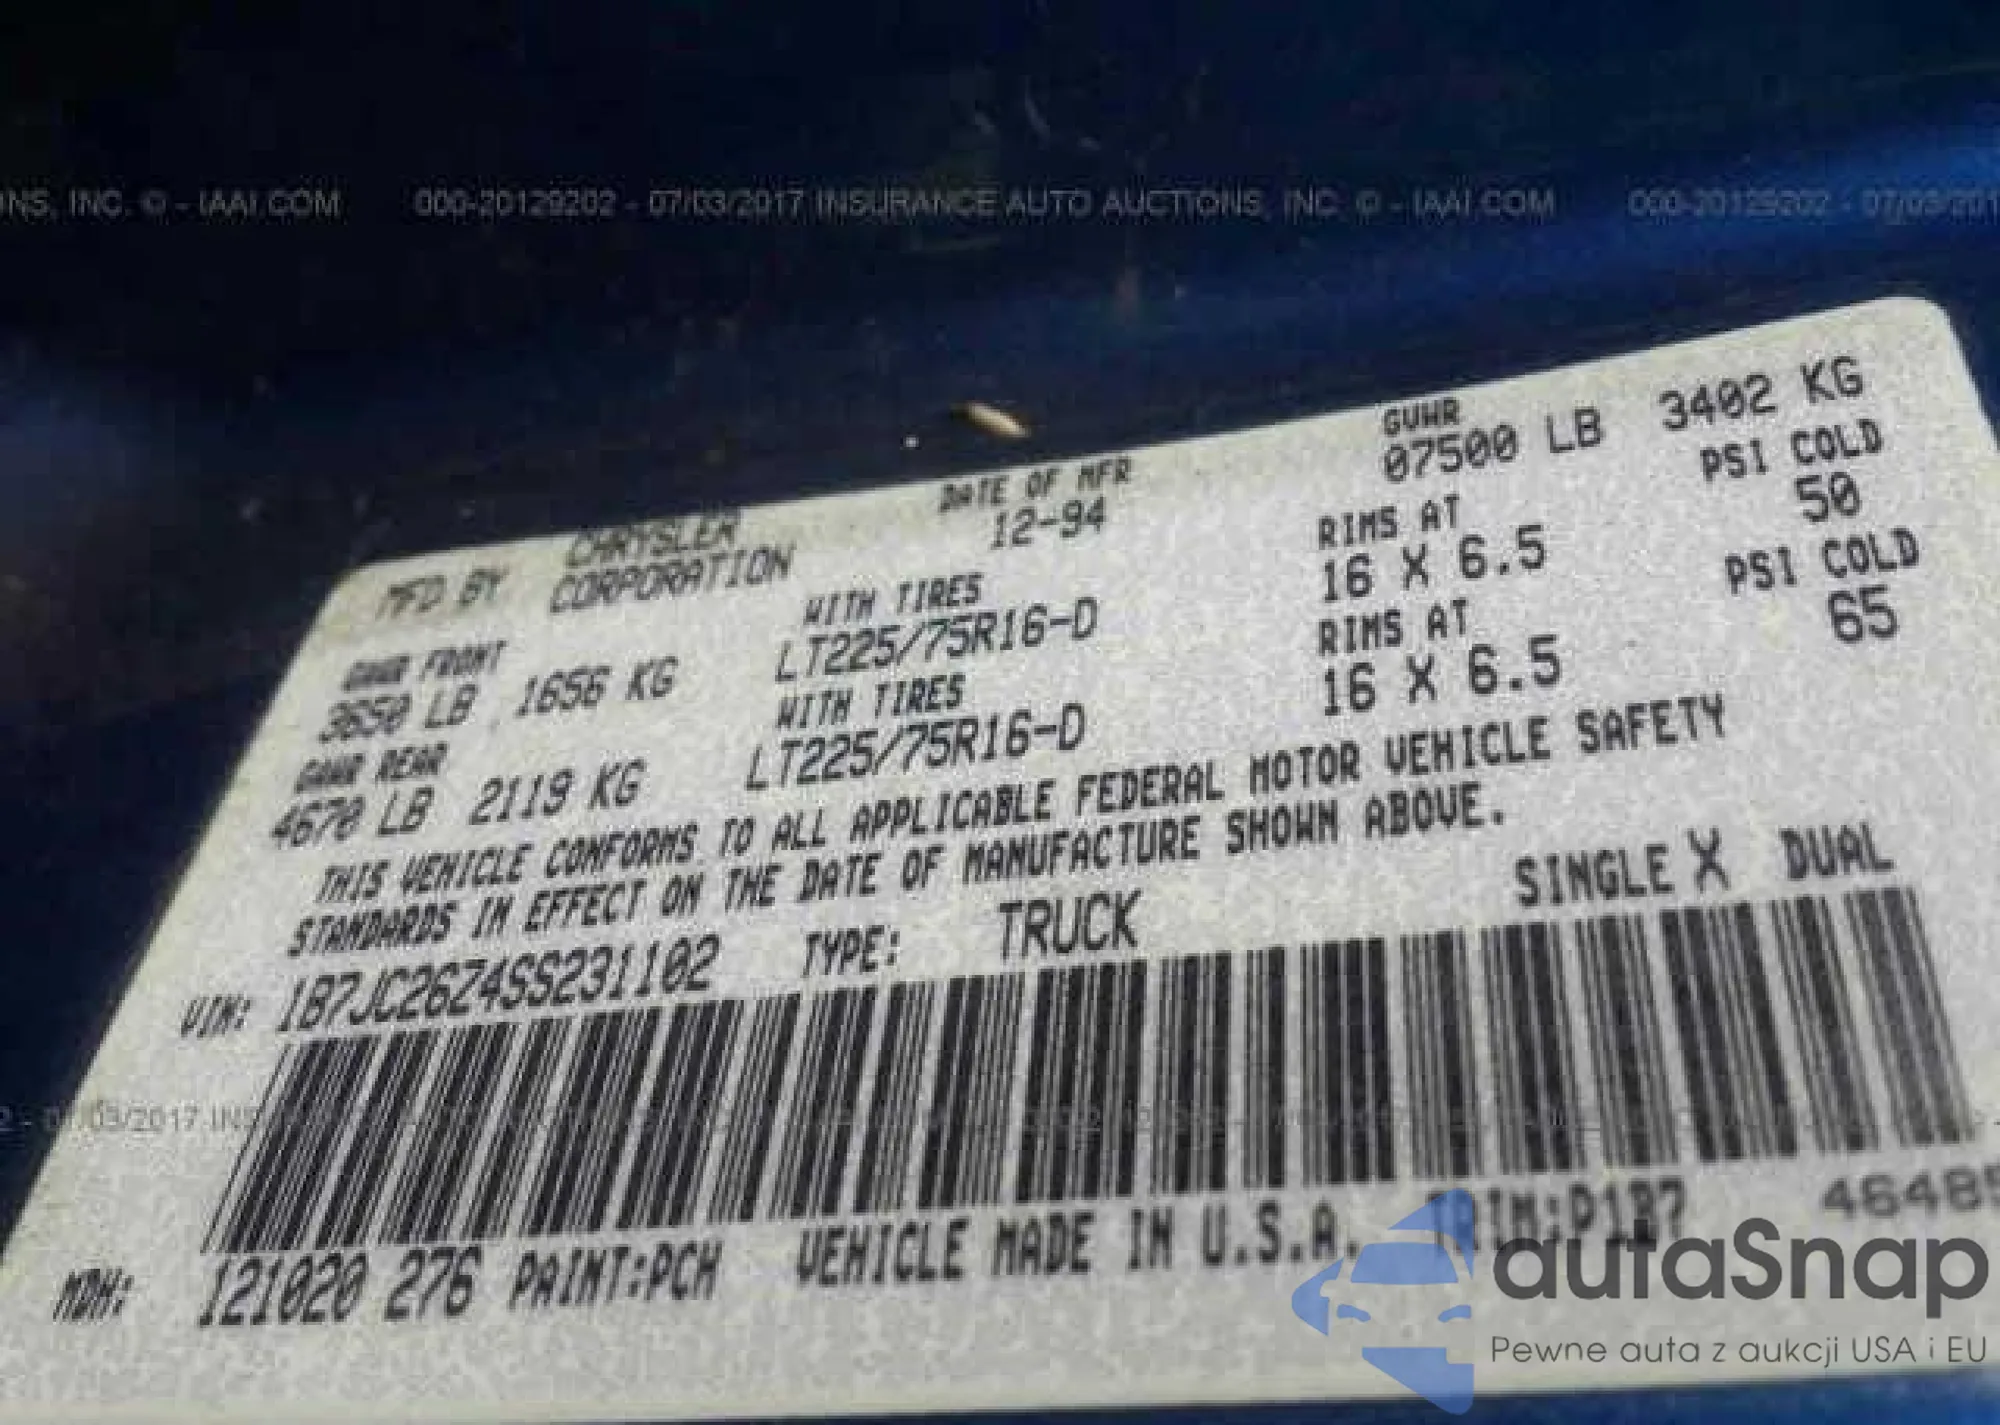 NS, INC. © - IAAI.COM 000-20129202 - 07/03/2017 INSURANCE AUTO AUCTIONS, INC. © - IAAI.COM 000-20129202 - 07/03/201
MFD BY CHRYSLER CORPORATION DATE OF MFR 12-94 GVWR 07500 LB 3402 KG
GAWR FRONT WITH TIRES RIMS AT PSI COLD
3650 LB 1656 KG LT225/75R16-D 16 X 6.5 50
GAWR REAR WITH TIRES RIMS AT PSI COLD
4670 LB 2119 KG LT225/75R16-D 16 X 6.5 65
THIS VEHICLE CONFORMS TO ALL APPLICABLE FEDERAL MOTOR VEHICLE SAFETY
STANDARDS IN EFFECT ON THE DATE OF MANUFACTURE SHOWN ABOVE.
VIN: 1B7JC26Z4SS231102 TYPE: TRUCK SINGLE X DUAL
MDH: 121020 276 PAINT:PCH VEHICLE MADE IN U.S.A. TRIM:P1B7 46485
autaSnap
Pewne auta z aukcji USA i EU